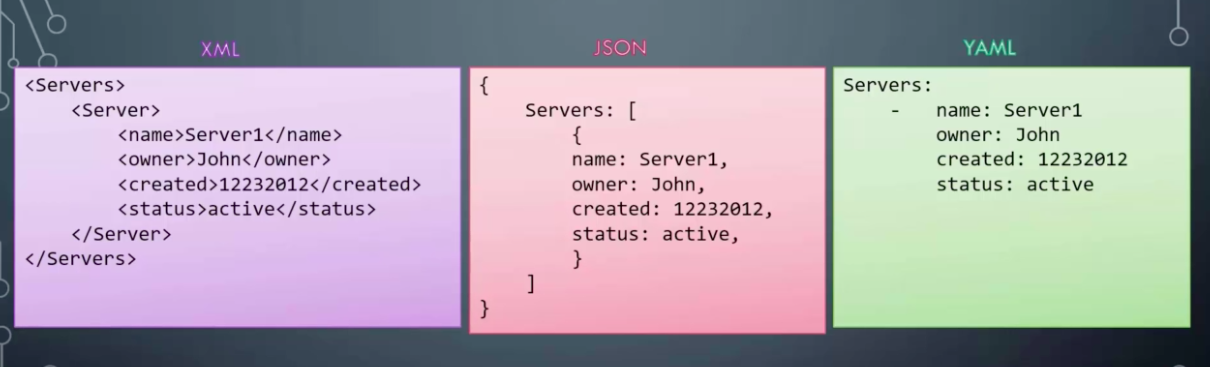 XML
<Servers>
    <Server>
        <name>Server1</name>
        <owner>John</owner>
        <created>12232012</created>
        <status>active</status>
    </Server>
</Servers>
JSON
{
    Servers: [
        {
        name: Server1,
        owner: John,
        created: 12232012,
        status: active,
        }
    ]
}
YAML
Servers:
    -   name: Server1
        owner: John
        created: 12232012
        status: active